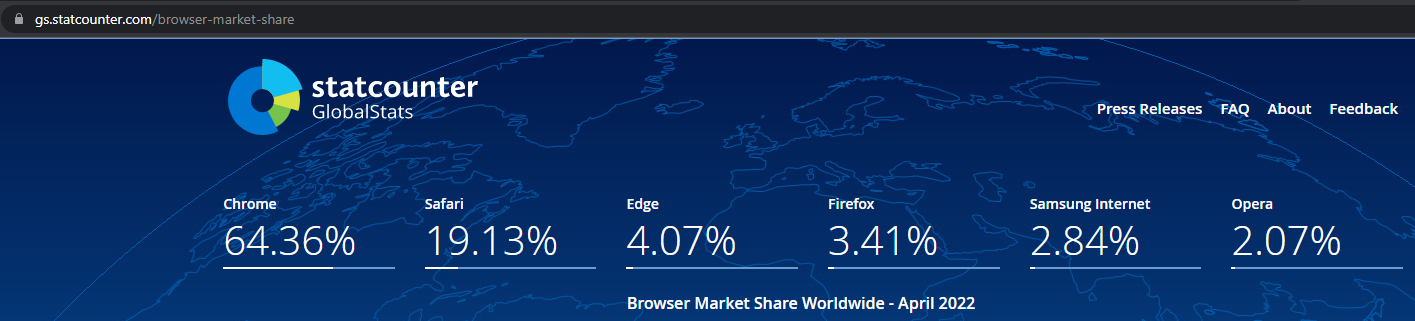 gs.statcounter.com/browser-market-share
statcounter
GlobalStats
Press Releases FAQ About Feedback
Chrome Safari Edge Firefox Samsung Internet Opera
64.36% 19.13% 4.07% 3.41% 2.84% 2.07%
Browser Market Share Worldwide - April 2022